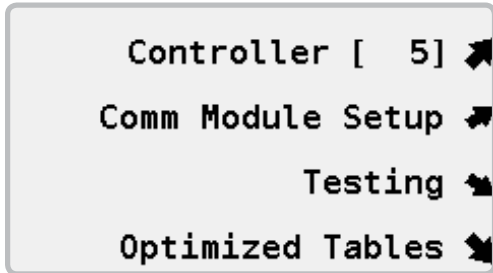 Controller [  5]
Comm Module Setup
Testing
Optimized Tables